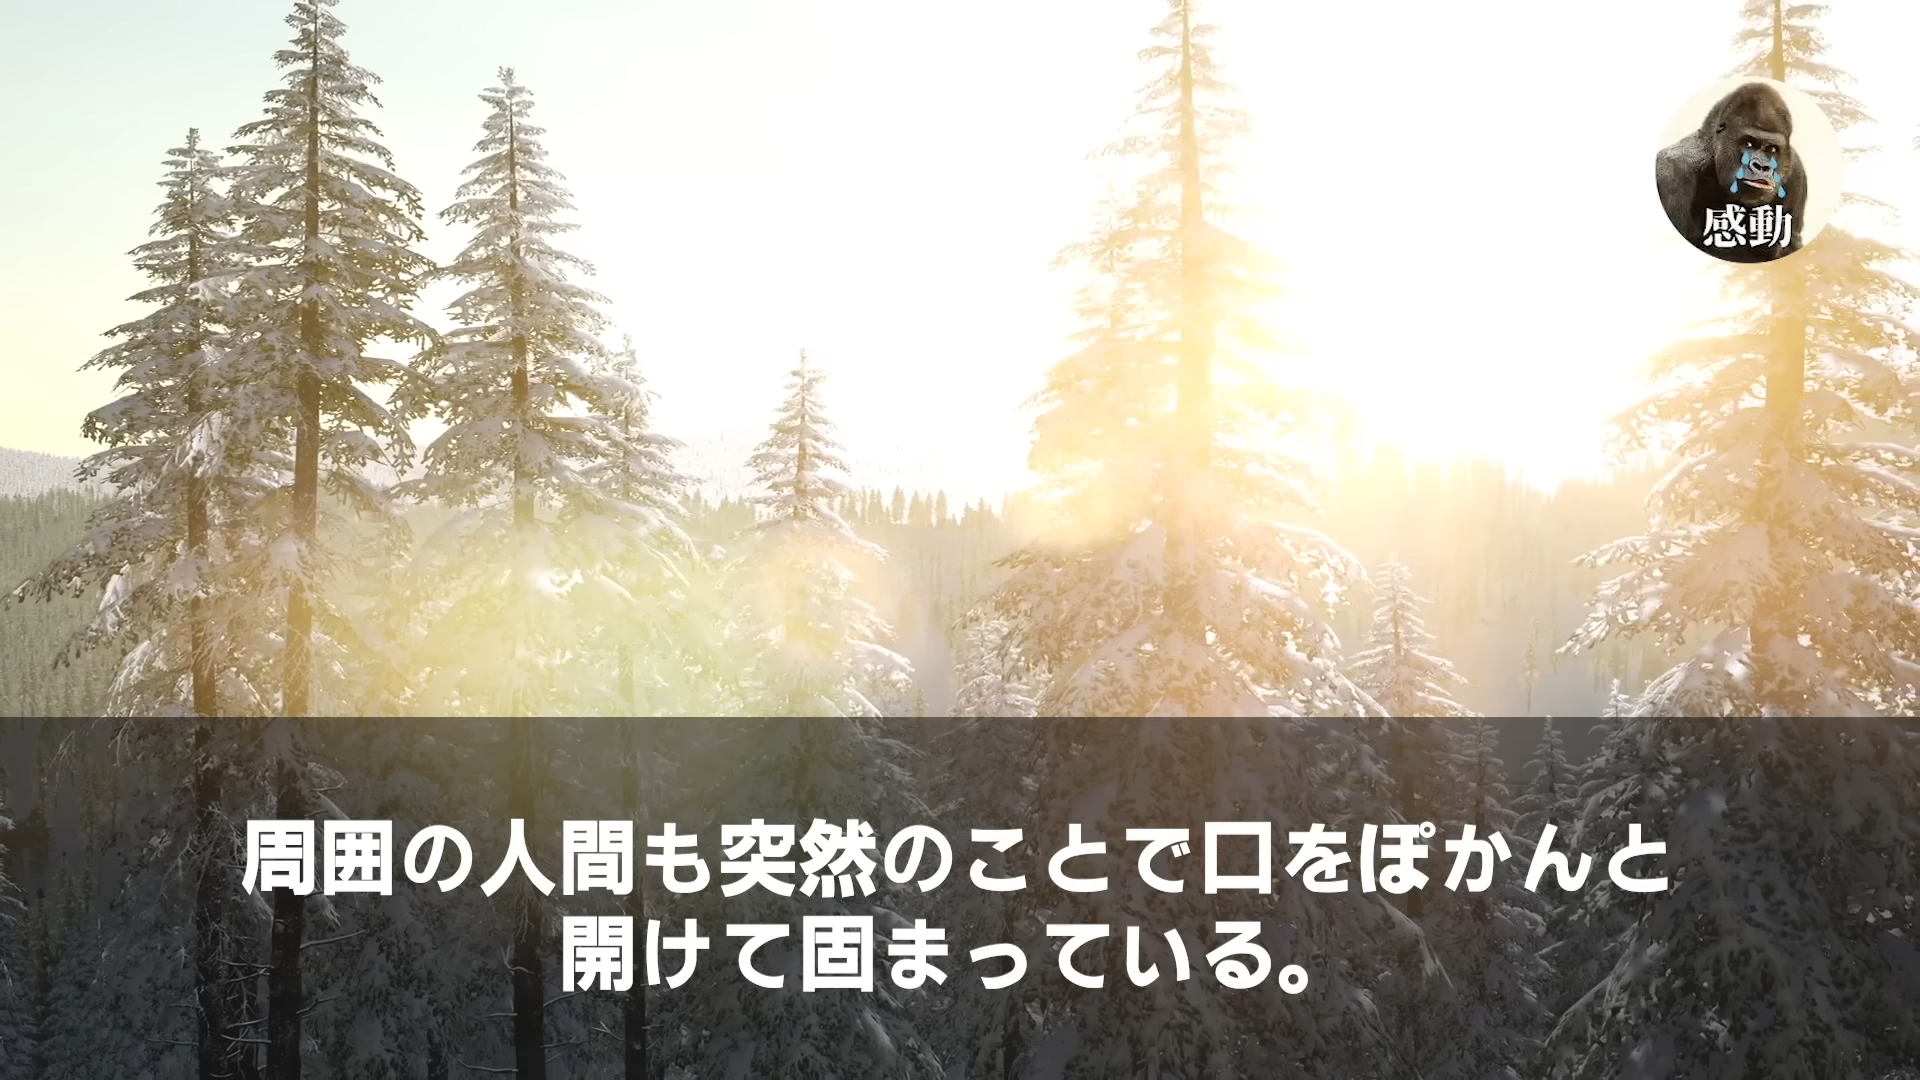 感動
周囲の人間も突然のことで口をぽかんと
開けて固まっている。